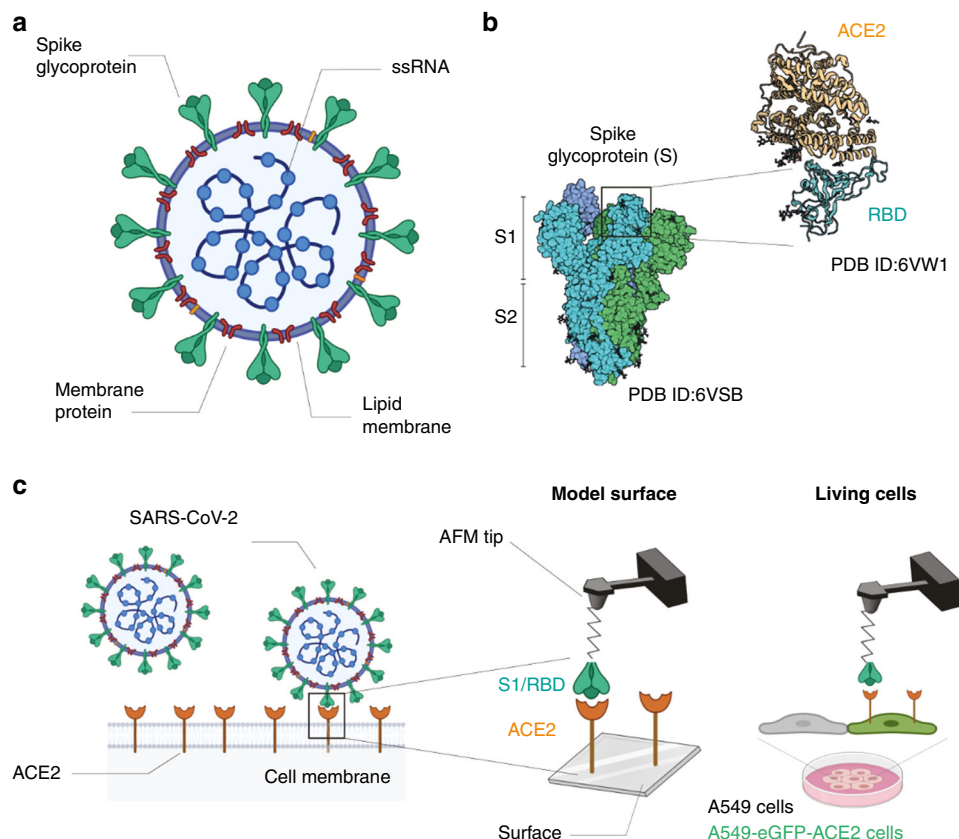 a
Spike
glycoprotein
ssRNA
Membrane
protein
Lipid
membrane
b
ACE2
Spike
glycoprotein (S)
S1
S2
RBD
PDB ID:6VW1
PDB ID:6VSB
c
SARS-CoV-2
ACE2
Cell membrane
Model surface
AFM tip
S1/RBD
ACE2
Surface
Living cells
A549 cells
A549-eGFP-ACE2 cells